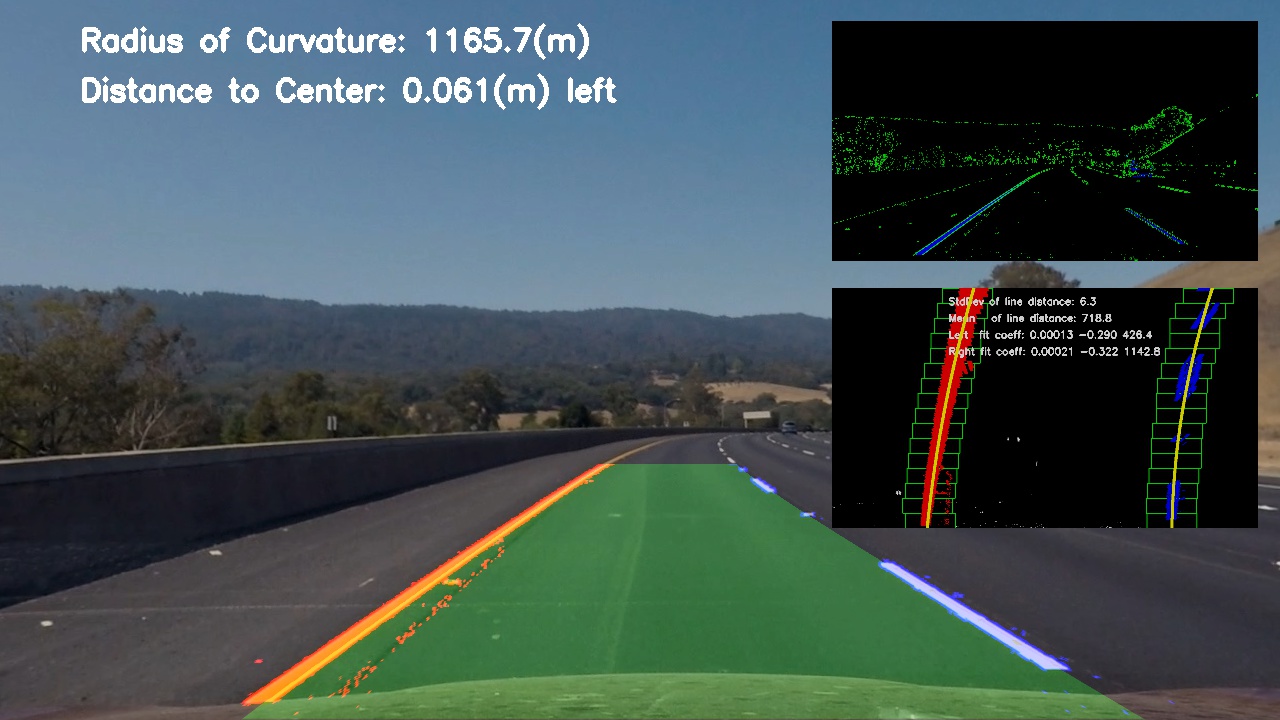 Radius of Curvature: 1165.7(m)
Distance to Center: 0.061(m) left
StdDev of line distance: 6.3
Mean of line distance: 718.8
Left fit coeff: 0.00013 -0.290 426.4
Right fit coeff: 0.00021 -0.322 1142.8